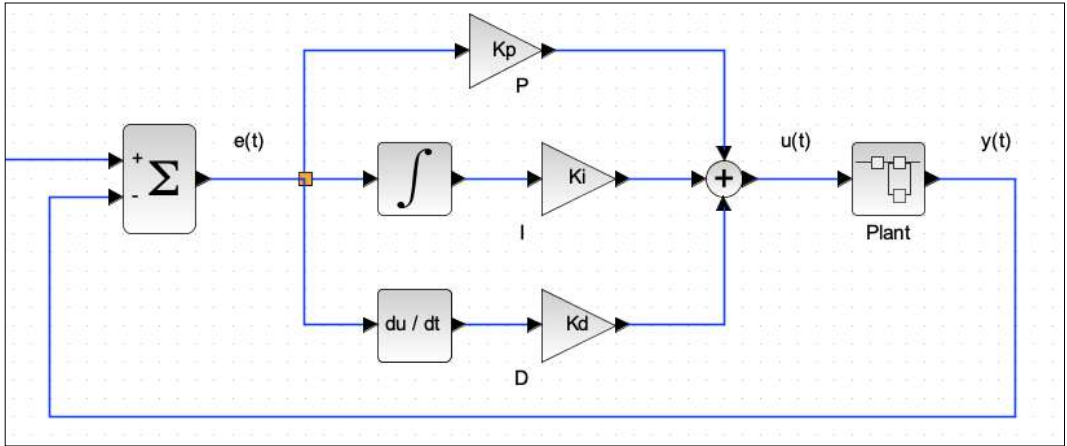 Kp
P
+
-
Σ
e(t)
∫
Ki
I
+
u(t)
Plant
y(t)
du / dt
Kd
D